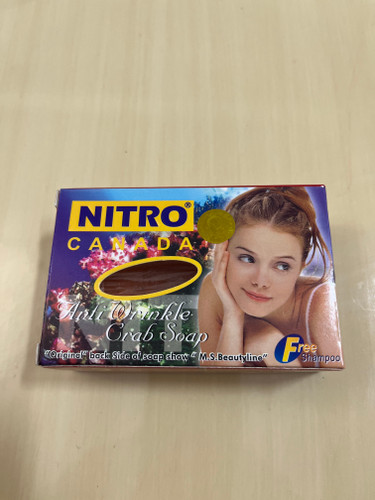 NITRO®
CANADA
Anti Wrinkle
Crab Soap
"Original" back Side of soap show " M.S.Beautyline"
Free
Shampoo